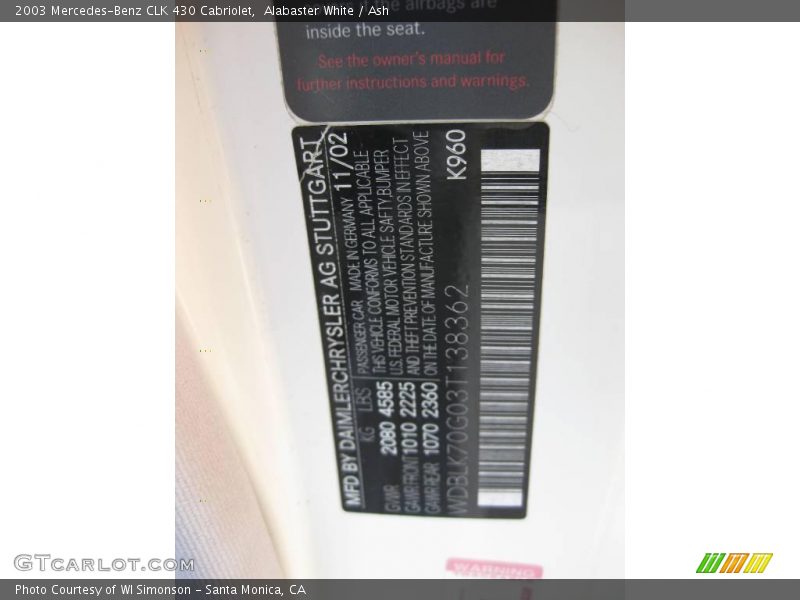 2003 Mercedes-Benz CLK 430 Cabriolet, Alabaster White / Ash
the airbags are
inside the seat.
See the owner's manual for
further instructions and warnings.
MFD BY DAIMLERCHRYSLER AG STUTTGART
KG LBS PASSENGER CAR MADE IN GERMANY 11/02
GVWR 2080 4585 THIS VEHICLE CONFORMS TO ALL APPLICABLE
U.S. FEDERAL MOTOR VEHICLE SAFTY, BUMPER
GAWR FRONT 1010 2225 AND THEFT PREVENTION STANDARDS IN EFFECT
GAWR REAR 1070 2360 ON THE DATE OF MANUFACTURE SHOWN ABOVE
WDBLK70G03T138362 K960
WARNING
GTcarlot.com
Photo Courtesy of WI Simonson - Santa Monica, CA